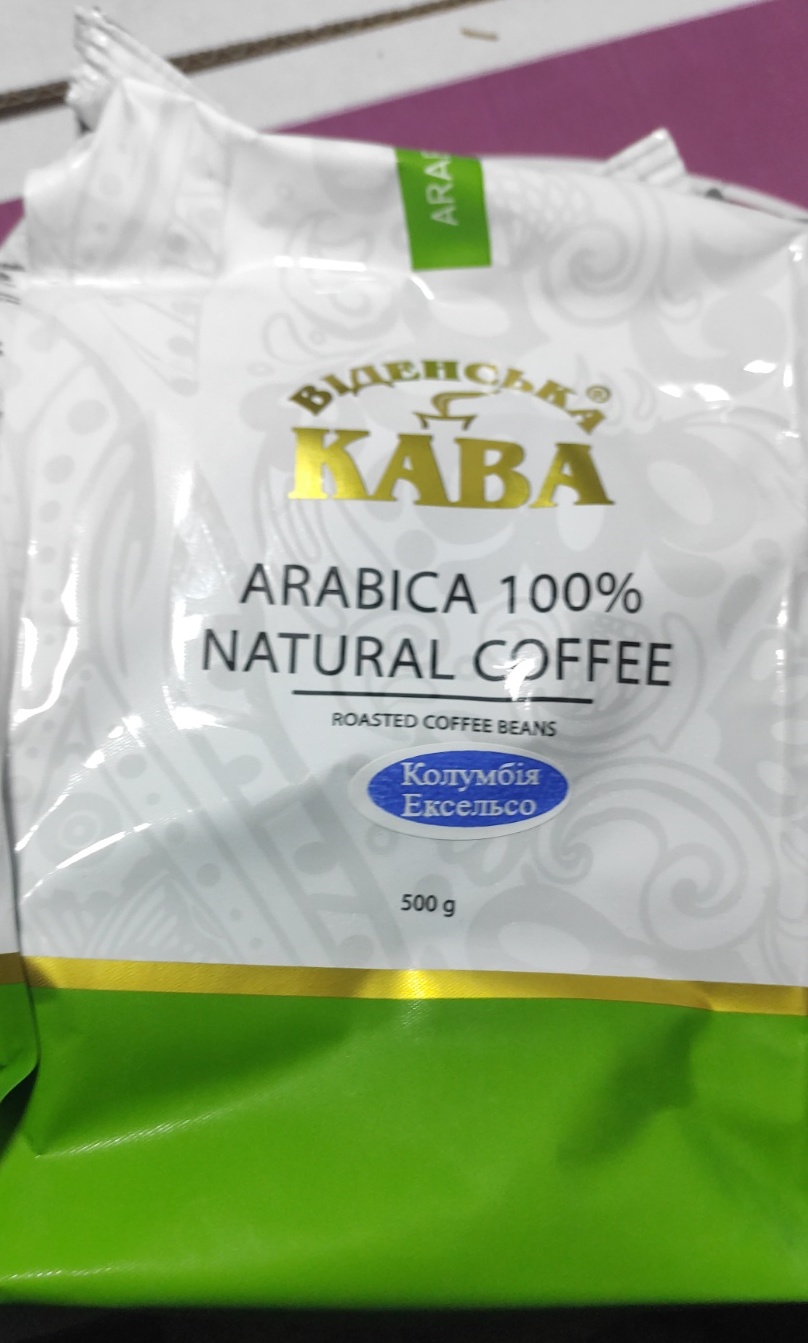 ARA
ВІДЕНСЬКА®
КАВА
ARABICA 100%
NATURAL COFFEE
ROASTED COFFEE BEANS
Колумбія
Ексельсо
500 g